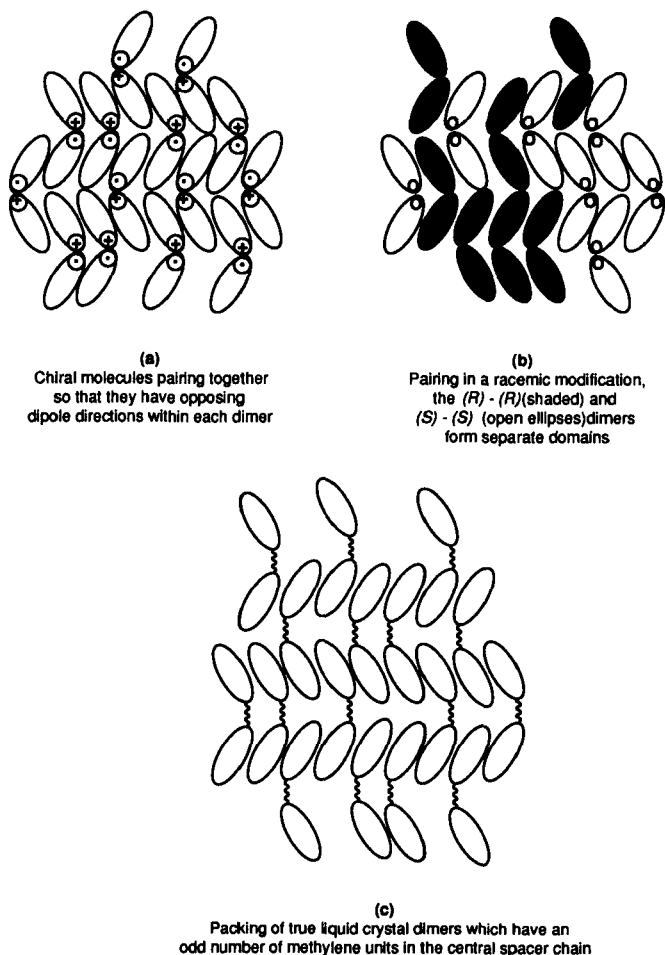 (a)
Chiral molecules pairing together
so that they have opposing
dipole directions within each dimer
(b)
Pairing in a racemic modification,
the (R) - (R)(shaded) and
(S) - (S) (open ellipses)dimers
form separate domains
(c)
Packing of true liquid crystal dimers which have an
odd number of methylene units in the central spacer chain